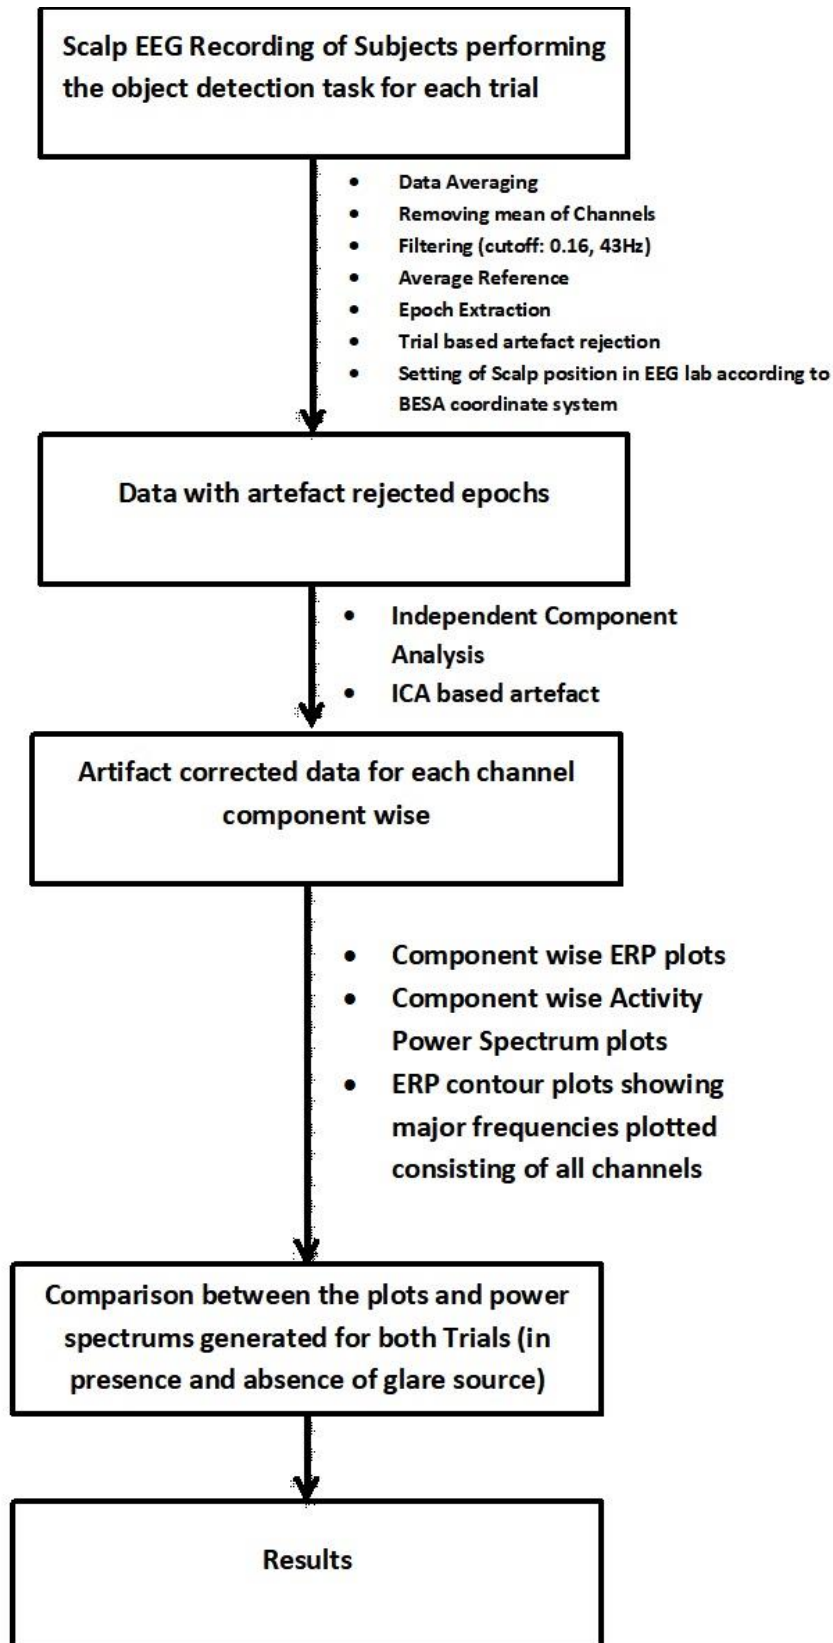 Scalp EEG Recording of Subjects performing
the object detection task for each trial
• Data Averaging
• Removing mean of Channels
• Filtering (cutoff: 0.16, 43Hz)
• Average Reference
• Epoch Extraction
• Trial based artefact rejection
• Setting of Scalp position in EEG lab according to
BESA coordinate system
Data with artefact rejected epochs
• Independent Component
Analysis
• ICA based artefact
Artifact corrected data for each channel
component wise
• Component wise ERP plots
• Component wise Activity
Power Spectrum plots
• ERP contour plots showing
major frequencies plotted
consisting of all channels
Comparison between the plots and power
spectrums generated for both Trials (in
presence and absence of glare source)
Results